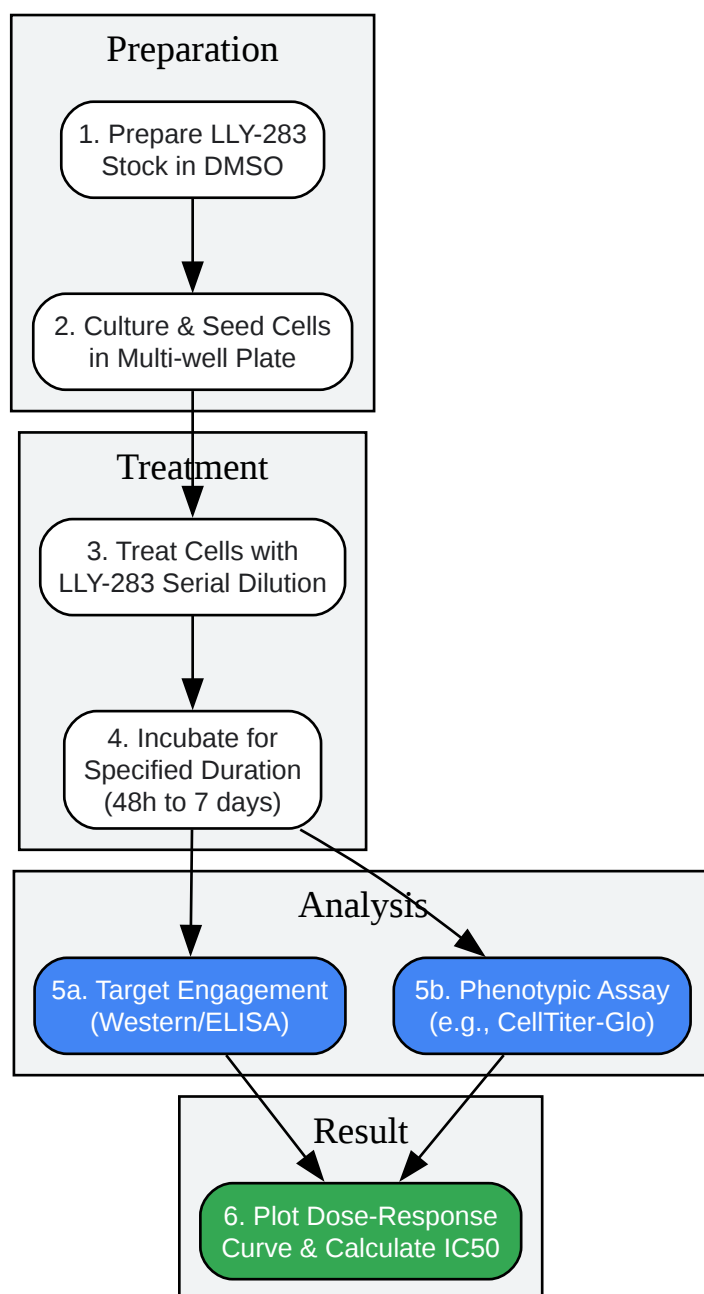 Preparation
1. Prepare LLY-283
Stock in DMSO
2. Culture & Seed Cells
in Multi-well Plate
Treatment
3. Treat Cells with
LLY-283 Serial Dilution
4. Incubate for
Specified Duration
(48h to 7 days)
Analysis
5a. Target Engagement
(Western/ELISA)
5b. Phenotypic Assay
(e.g., CellTiter-Glo)
Result
6. Plot Dose-Response
Curve & Calculate IC50